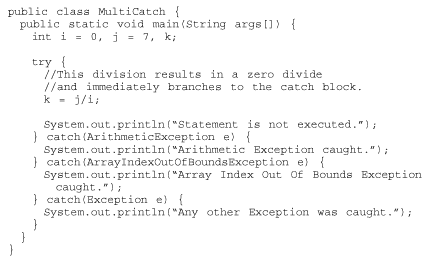 public class MultiCatch {
  public static void main(String args[]) {
    int i = 0, j = 7, k;

    try {
      //This division results in a zero divide
      //and immediately branches to the catch block.
      k = j/i;

      System.out.println(“Statement is not executed.”);
    } catch(ArithmeticException e) {
      System.out.println(“Arithmetic Exception caught.”);
    } catch(ArrayIndexOutOfBoundsException e) {
      System.out.println(“Array Index Out Of Bounds Exception
        caught.”);
    } catch(Exception e) {
      System.out.println(“Any other Exception was caught.”);
    }
  }
}